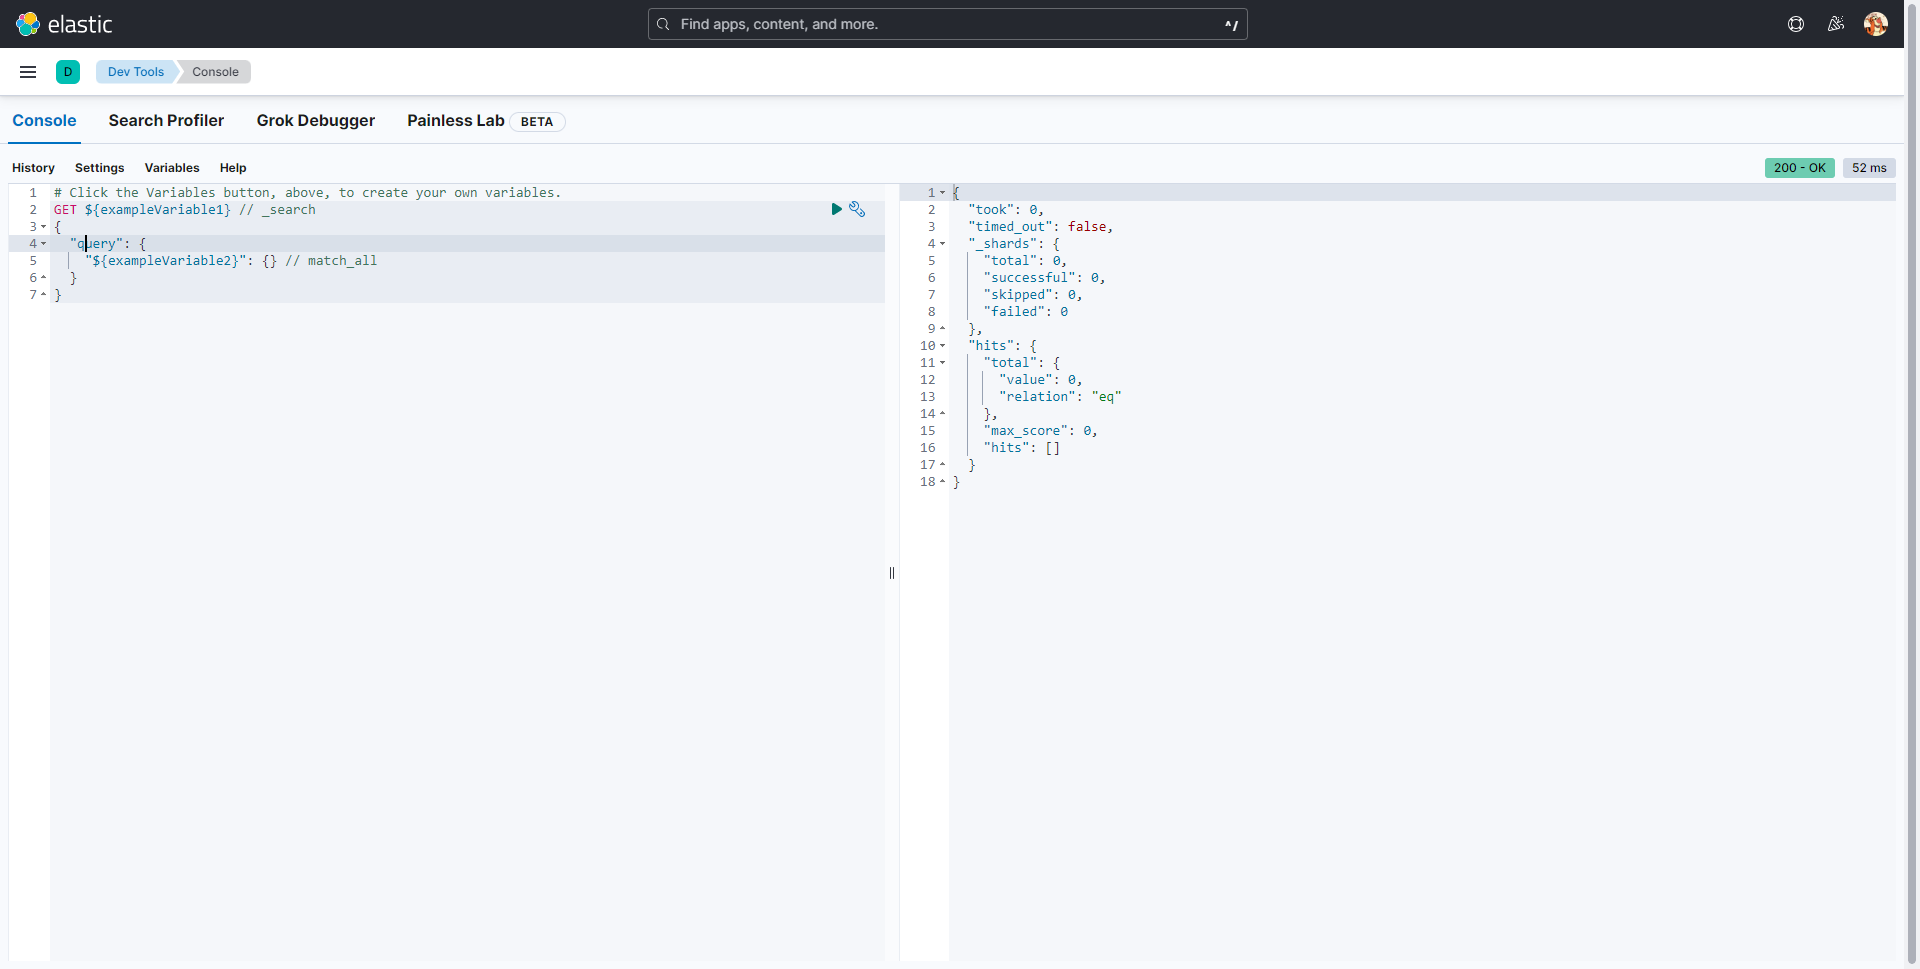 elastic
Find apps, content, and more.
^/
D
Dev Tools
Console
Console
Search Profiler
Grok Debugger
Painless Lab
BETA
History
Settings
Variables
Help
200 - OK
52 ms
1 # Click the Variables button, above, to create your own variables.
2 GET ${exampleVariable1} // _search
3 {
4 "query": {
5 "${exampleVariable2}": {} // match_all
6 }
7 }
1 {
2 "took": 0,
3 "timed_out": false,
4 "_shards": {
5 "total": 0,
6 "successful": 0,
7 "skipped": 0,
8 "failed": 0
9 },
10 "hits": {
11 "total": {
12 "value": 0,
13 "relation": "eq"
14 },
15 "max_score": 0,
16 "hits": []
17 }
18 }